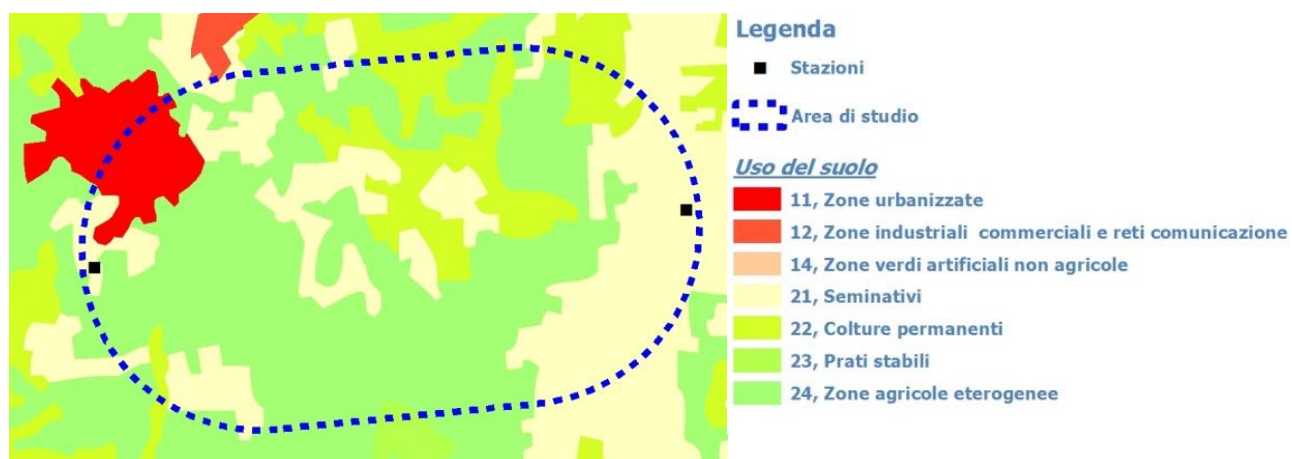 Legenda
Stazioni
Area di studio
Uso del suolo
11, Zone urbanizzate
12, Zone industriali commerciali e reti comunicazione
14, Zone verdi artificiali non agricole
21, Seminativi
22, Colture permanenti
23, Prati stabili
24, Zone agricole eterogenee